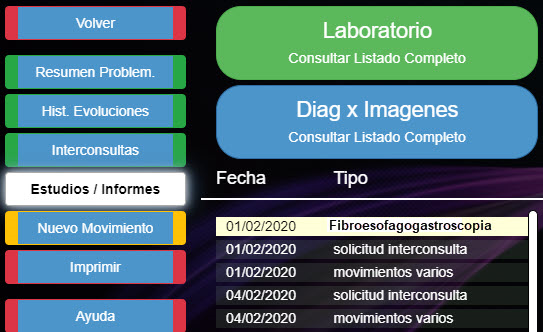 Volver
Resumen Problem.
Hist. Evoluciones
Interconsultas
Estudios / Informes
Nuevo Movimiento
Imprimir
Ayuda
Laboratorio
Consultar Listado Completo
Diag x Imagenes
Consultar Listado Completo
Fecha Tipo
01/02/2020 Fibroesofagogastroscopia
01/02/2020 solicitud interconsulta
01/02/2020 movimientos varios
04/02/2020 solicitud interconsulta
04/02/2020 movimientos varios